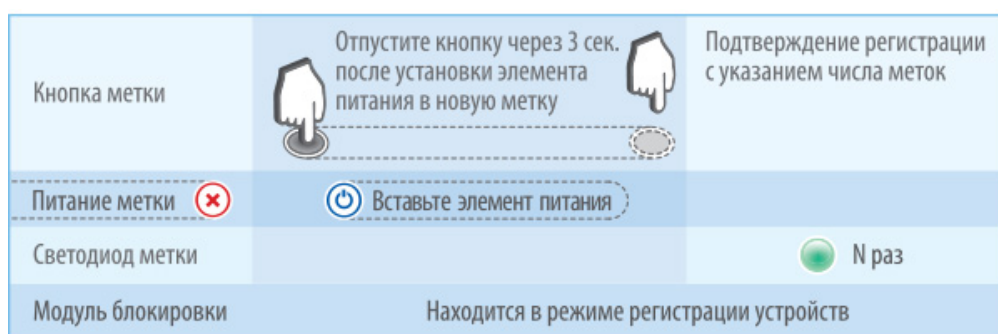 Отпустите кнопку через 3 сек.
после установки элемента
питания в новую метку
Подтверждение регистрации
с указанием числа меток
Кнопка метки
Питание метки
Вставьте элемент питания
Светодиод метки
N раз
Модуль блокировки
Находится в режиме регистрации устройств